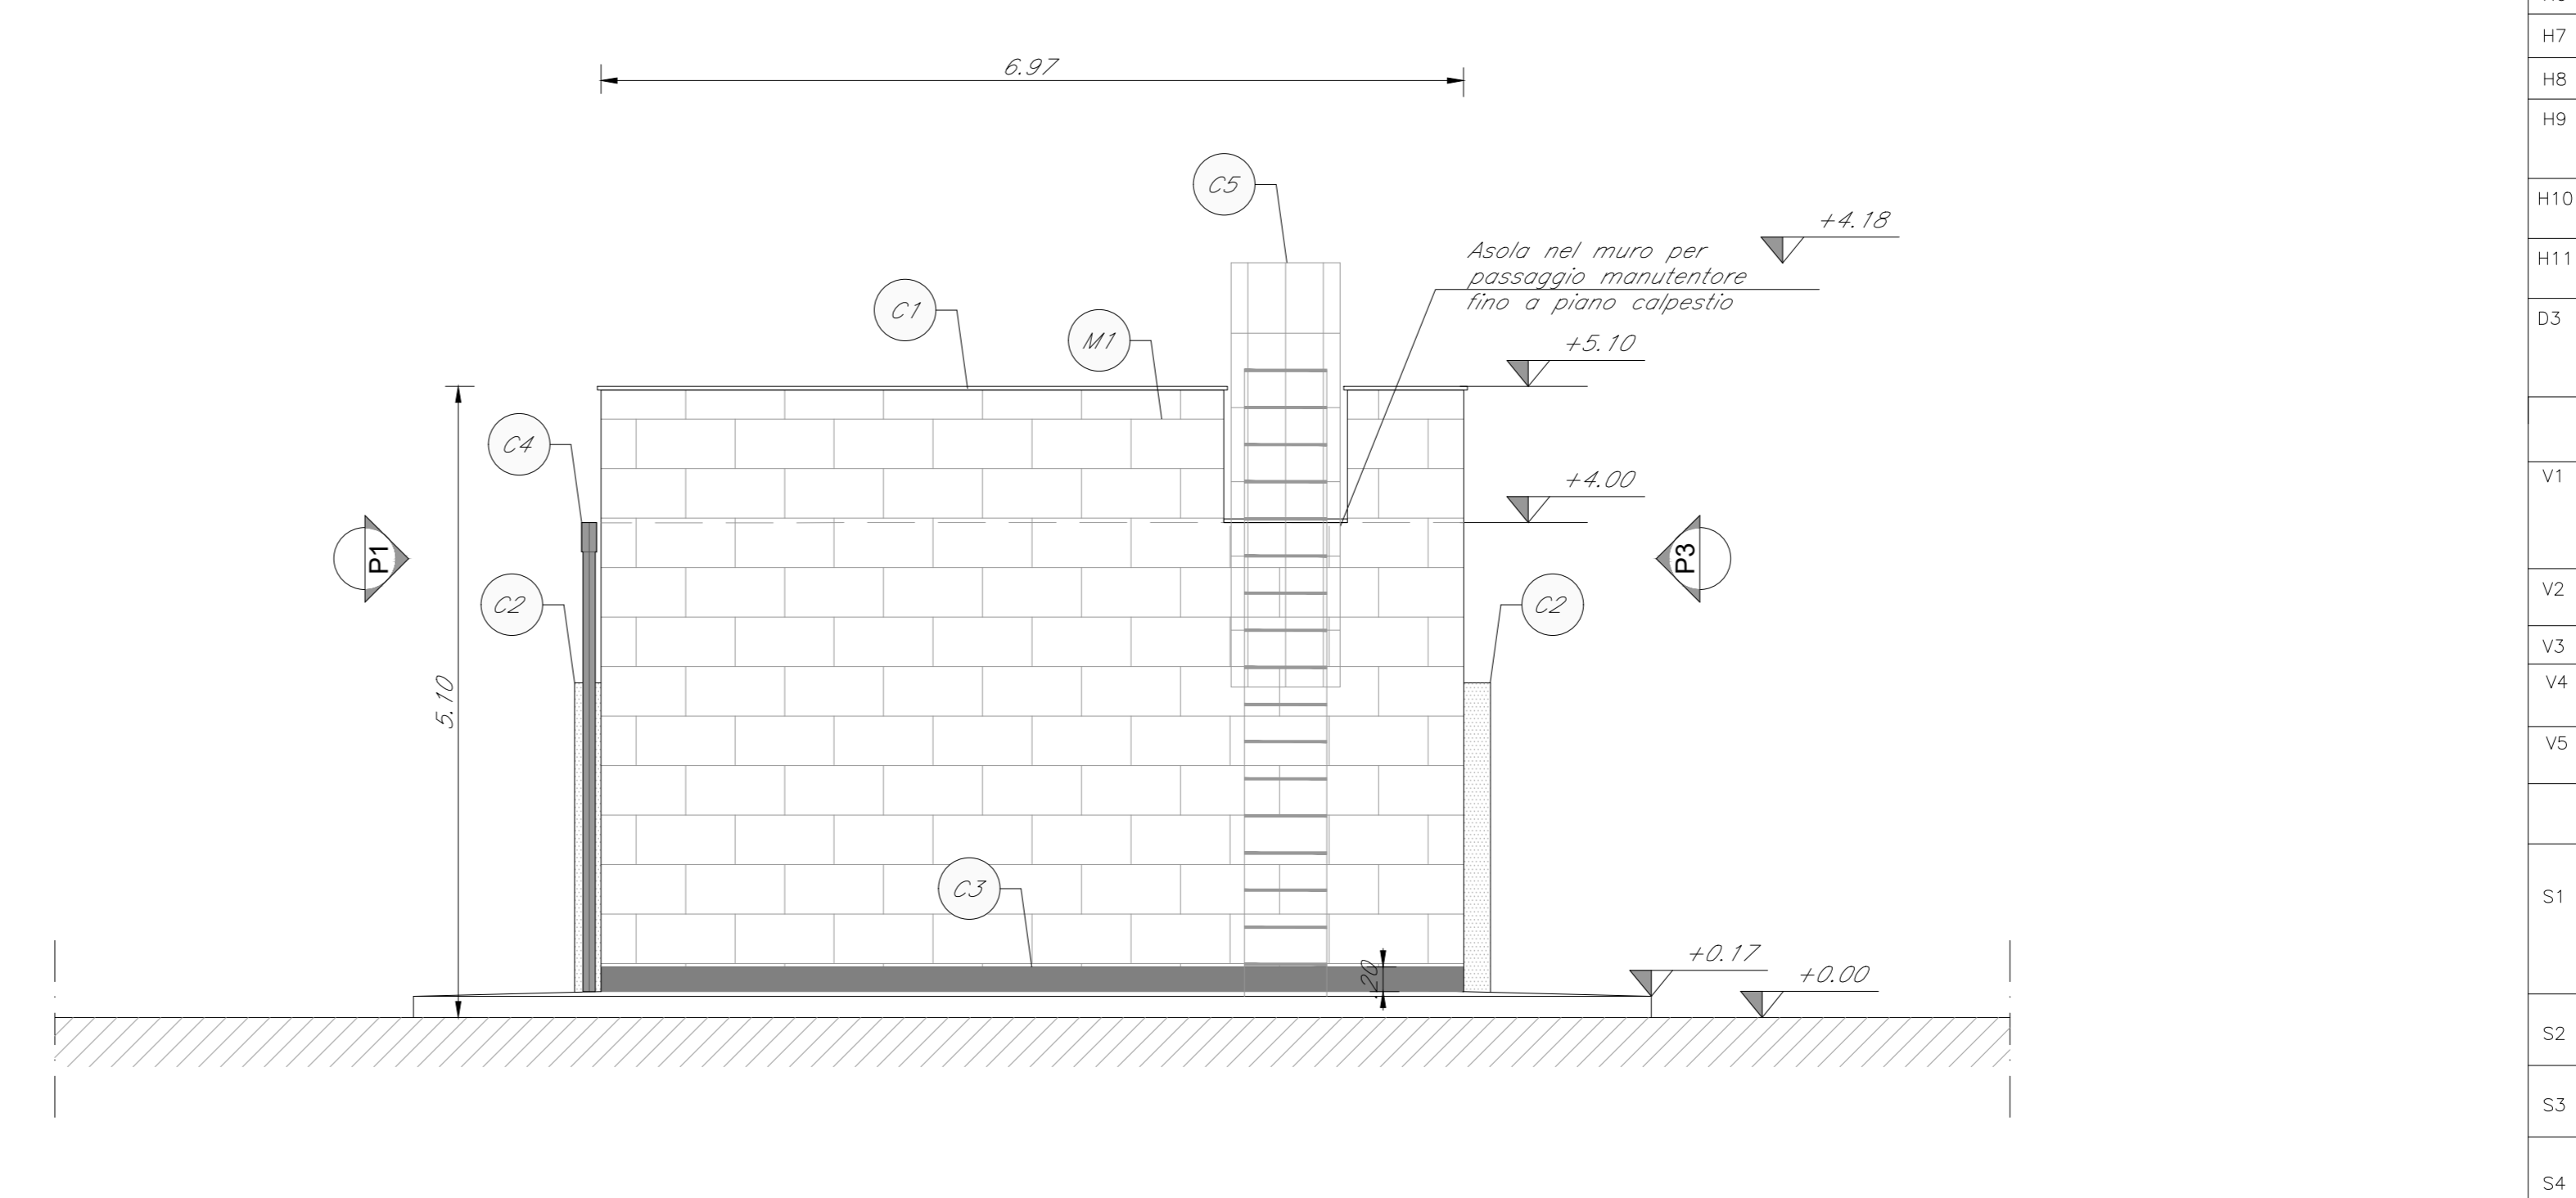 6.97
C5
+4.18
Asola nel muro per
passaggio manutentore
fino a piano calpestio
C1
M1
+5.10
C4
+4.00
P1
P3
C2
C2
5.10
C3
.20
+0.17
+0.00
H7
H8
H9
H10
H11
D3
V1
V2
V3
V4
V5
S1
S2
S3
S4